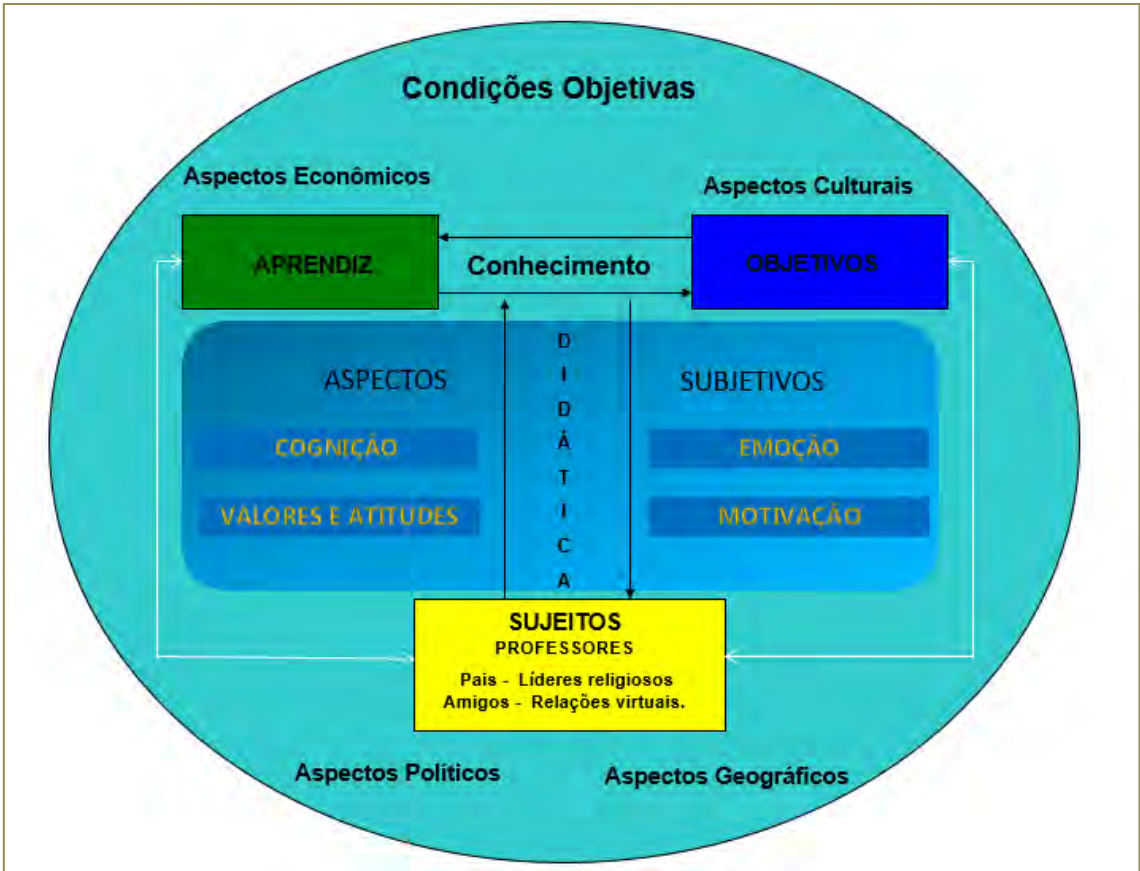 Condições Objetivas
Aspectos Econômicos
Aspectos Culturais
APRENDIZ
Conhecimento
OBJETIVOS
DIDÁTICA
ASPECTOS
SUBJETIVOS
COGNIÇÃO
EMOÇÃO
VALORES E ATITUDES
MOTIVAÇÃO
SUJEITOS
PROFESSORES
Pais - Líderes religiosos
Amigos - Relações virtuais.
Aspectos Políticos
Aspectos Geográficos